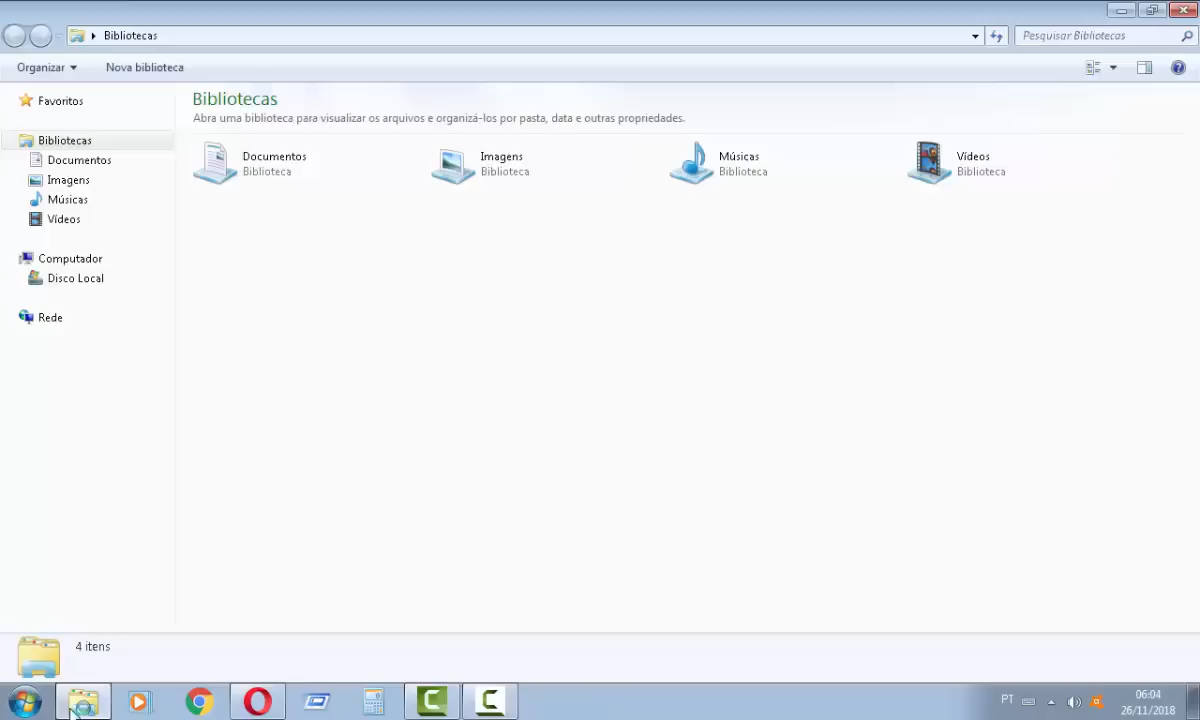 Bibliotecas
Pesquisar Bibliotecas
Organizar
Nova biblioteca
Favoritos
Bibliotecas
Documentos
Imagens
Músicas
Vídeos
Computador
Disco Local
Rede
Bibliotecas
Abra uma biblioteca para visualizar os arquivos e organizá-los por pasta, data e outras propriedades.
Documentos
Biblioteca
Imagens
Biblioteca
Músicas
Biblioteca
Vídeos
Biblioteca
4 itens
PT
06:04
26/11/2018